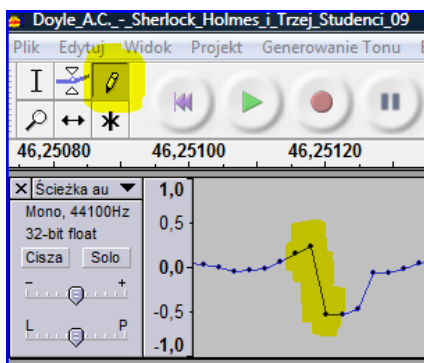 Doyle_A.C._-_Sherlock_Holmes_i_Trzej_Studenci_09
Plik Edytuj Widok Projekt Generowanie Tonu
46,25080 46,25100 46,25120
Ścieżka au
Mono, 44100Hz
32-bit float
Cisza Solo
- +
L P
1,0
0,5
0,0
-0,5
-1,0